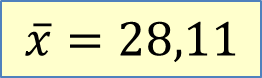 x̄ = 28,11